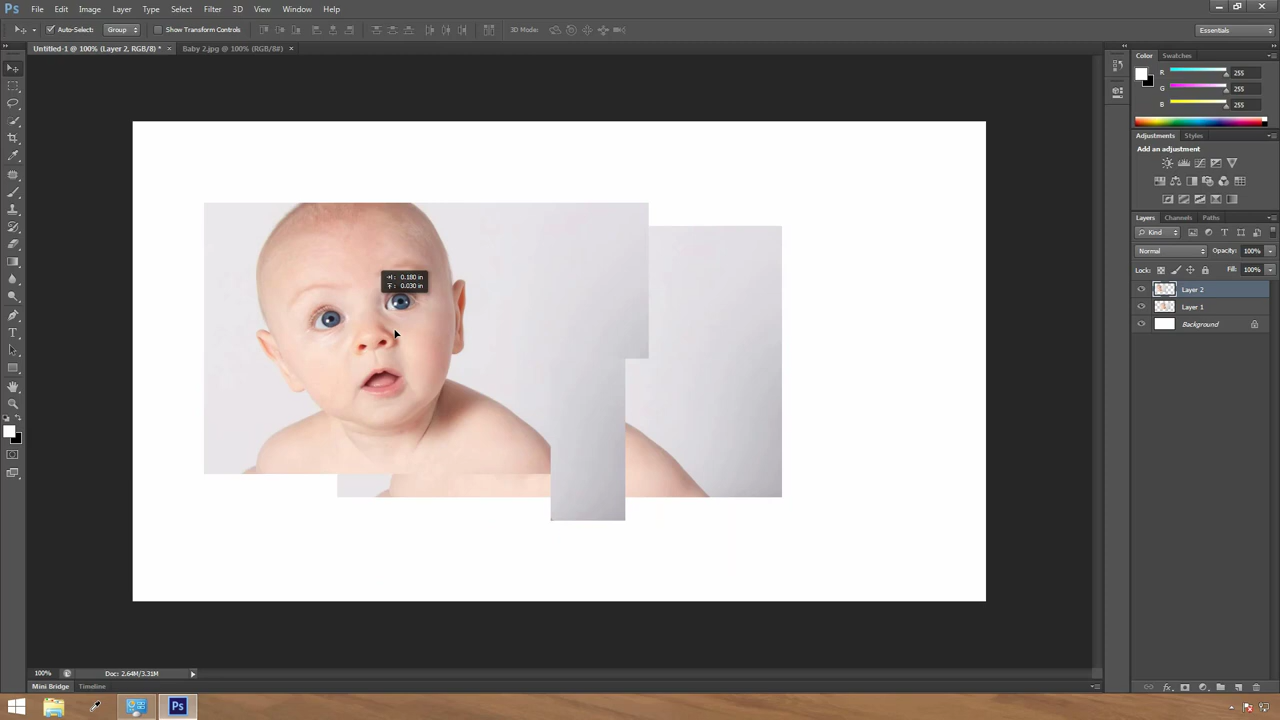 Ps File Edit Image Layer Type Select Filter 3D View Window Help
Auto-Select: Group Show Transform Controls 3D Mode: Essentials
Untitled-1 @ 100% (Layer 2, RGB/8) * × Baby 2.jpg @ 100% (RGB/8#) ×
Color Swatches
R 255
G 255
B 255
Adjustments Styles
Add an adjustment
Layers Channels Paths
Kind
Normal Opacity: 100%
Lock: Fill: 100%
Layer 2
Layer 1
Background
0.180 in
0.030 in
100% Doc: 2.64M/3.31M
Mini Bridge Timeline
Ps